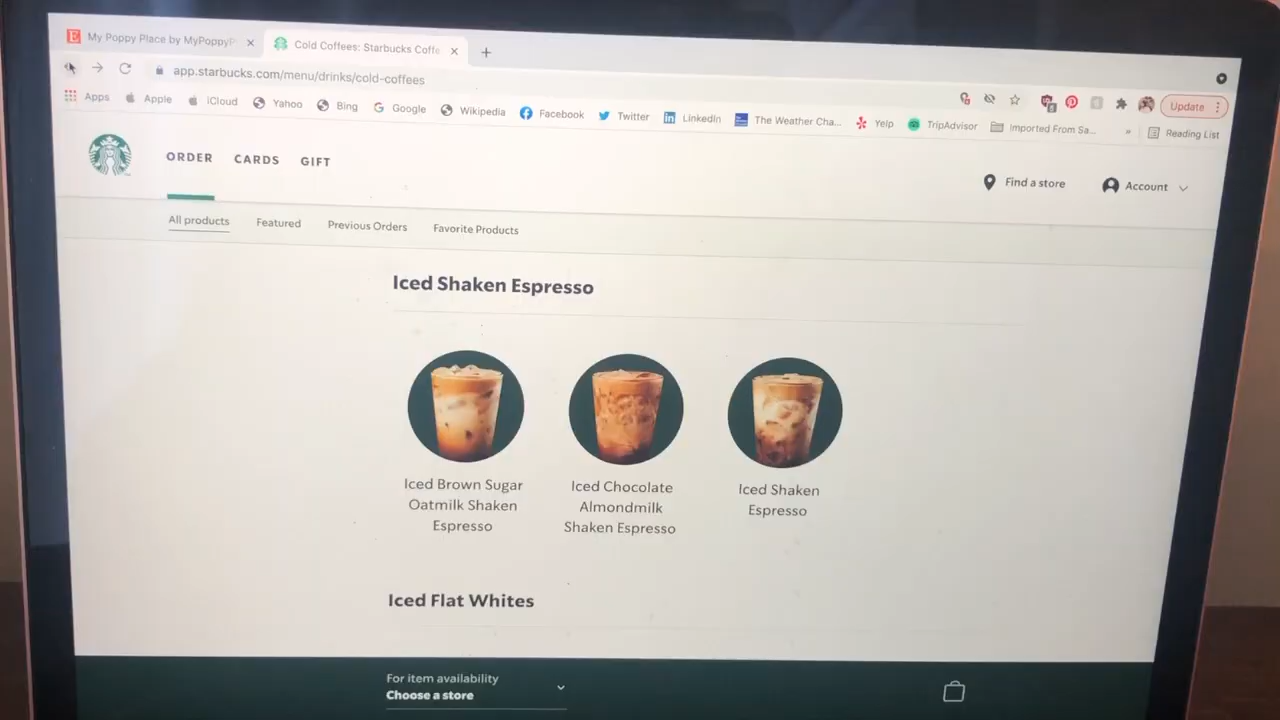 My Poppy Place by MyPoppyP
Cold Coffees: Starbucks Coffe
app.starbucks.com/menu/drinks/cold-coffees
Update
Apps
Apple
iCloud
Yahoo
Bing
Google
Wikipedia
Facebook
Twitter
LinkedIn
The Weather Cha...
Yelp
TripAdvisor
Imported From Sa...
»
Reading List
ORDER
CARDS
GIFT
Find a store
Account
All products
Featured
Previous Orders
Favorite Products
Iced Shaken Espresso
Iced Brown Sugar
Oatmilk Shaken
Espresso
Iced Chocolate
Almondmilk
Shaken Espresso
Iced Shaken
Espresso
Iced Flat Whites
For item availability
Choose a store